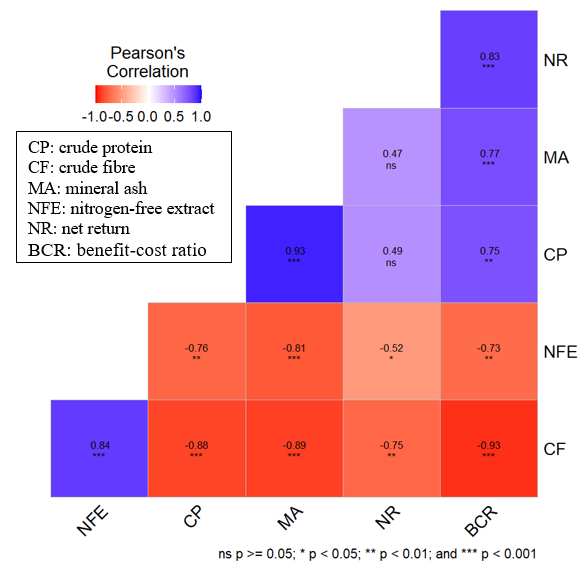 Pearson's
Correlation
-1.0 -0.5 0.0 0.5 1.0
CP: crude protein
CF: crude fibre
MA: mineral ash
NFE: nitrogen-free extract
NR: net return
BCR: benefit-cost ratio
0.83
***
NR
0.47 0.77
ns ***
MA
0.93 0.49 0.75
*** ns **
CP
-0.76 -0.81 -0.52 -0.73
** *** * **
NFE
0.84 -0.88 -0.89 -0.75 -0.93
*** *** *** ** ***
CF
NFE CP MA NR BCR
ns p >= 0.05; * p < 0.05; ** p < 0.01; and *** p < 0.001